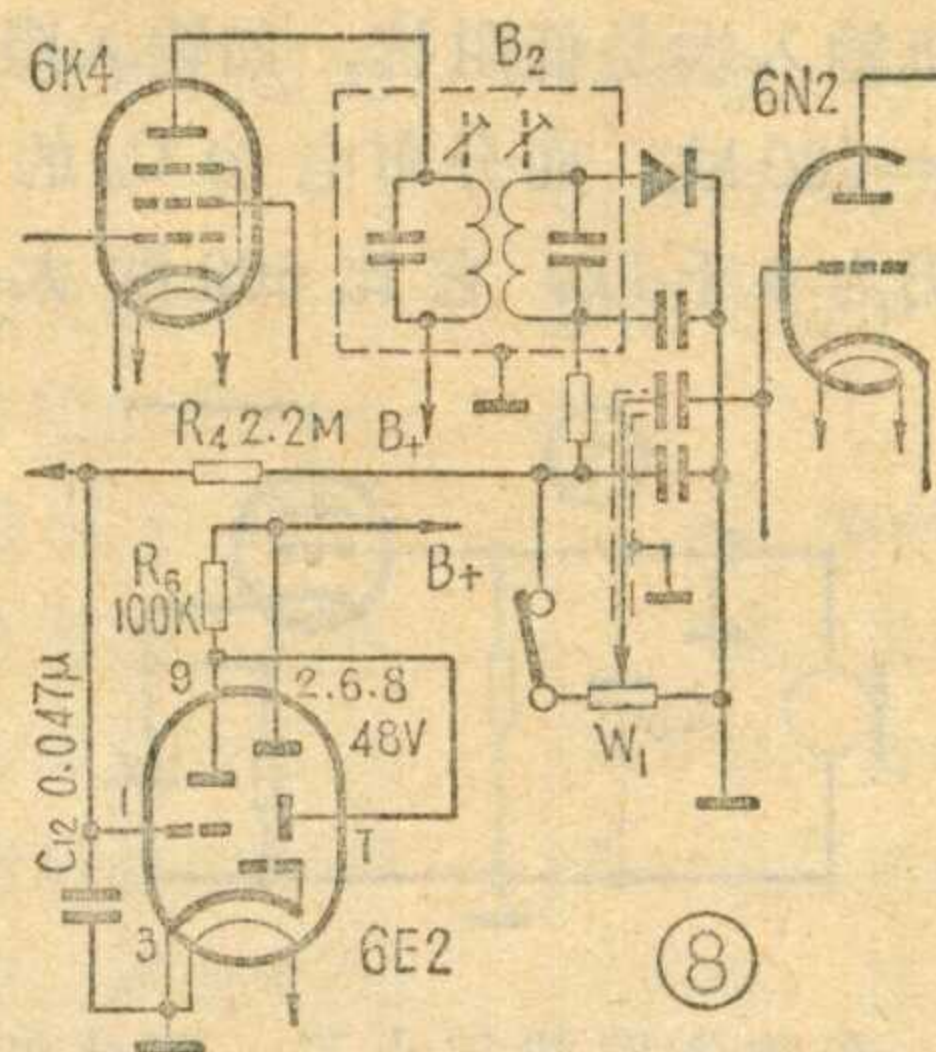 6K4
B₂
6N2
R₄ 2.2M
B+
R₆
100K
B+
9
2.6.8
48V
C₁₂ 0.047μ
1
7
3
6E2
W₁
⑧